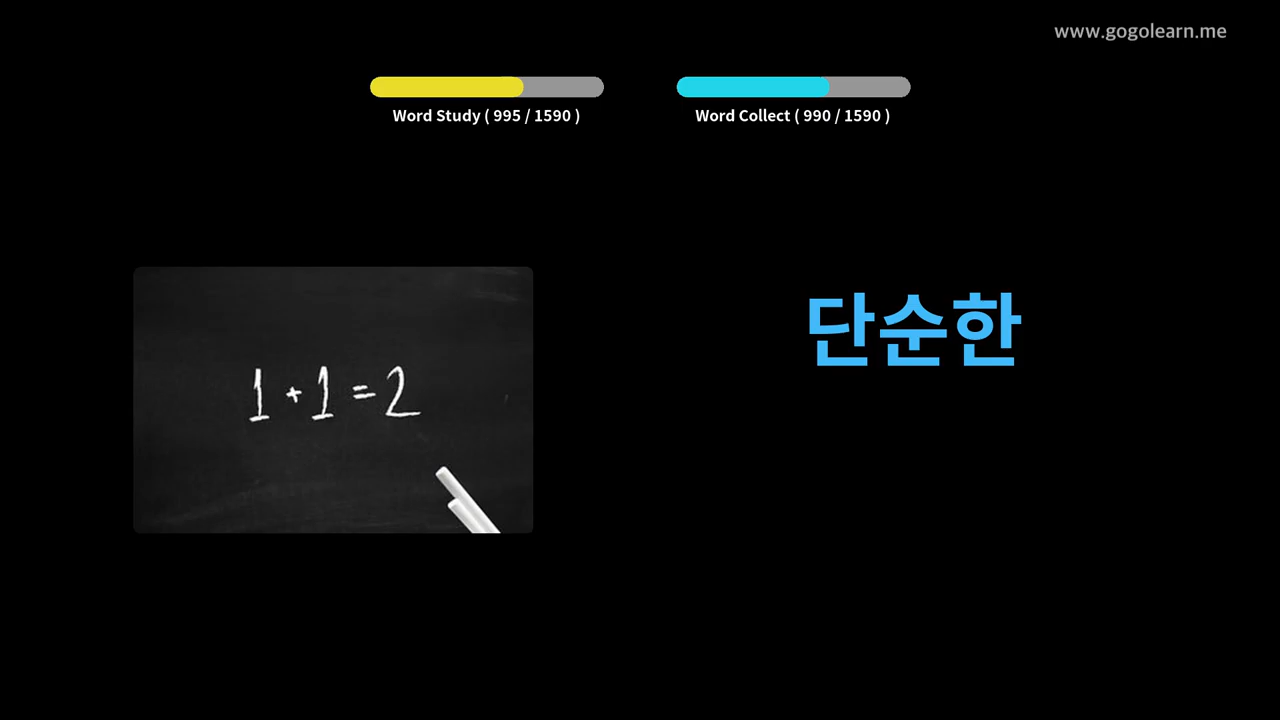 www.gogolearn.me
Word Study ( 995 / 1590 )
Word Collect ( 990 / 1590 )
1 + 1 = 2
단순한